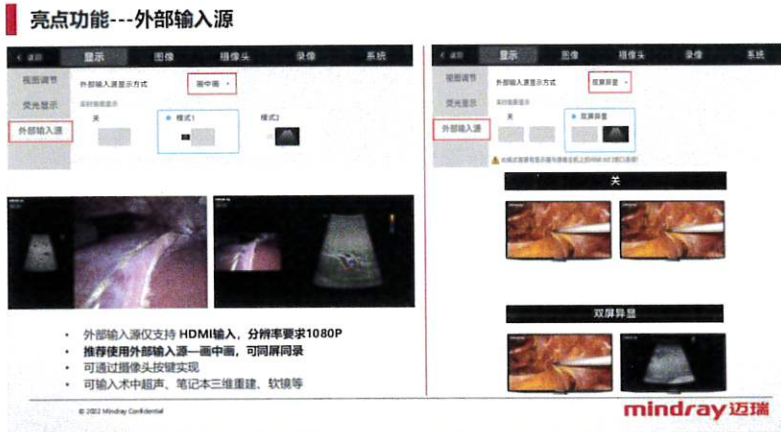 亮点功能---外部输入源
< 返回 显示 图像 摄像头 录像 系统
视图调节
荧光显示
外部输入源
外部输入源显示方式 画中画
实时缩略显示
关 模式1 模式2
< 返回 显示 图像 摄像头 录像 系统
视图调节
荧光显示
外部输入源
外部输入源显示方式 双屏异显
关 双屏异显
关
双屏异显
• 外部输入源仅支持 HDMI输入，分辨率要求1080P
• 推荐使用外部输入源—画中画，可同屏同录
• 可通过摄像头按键实现
• 可输入术中超声、笔记本三维重建、软镜等
© 2022 Mindray Confidential
mindray迈瑞